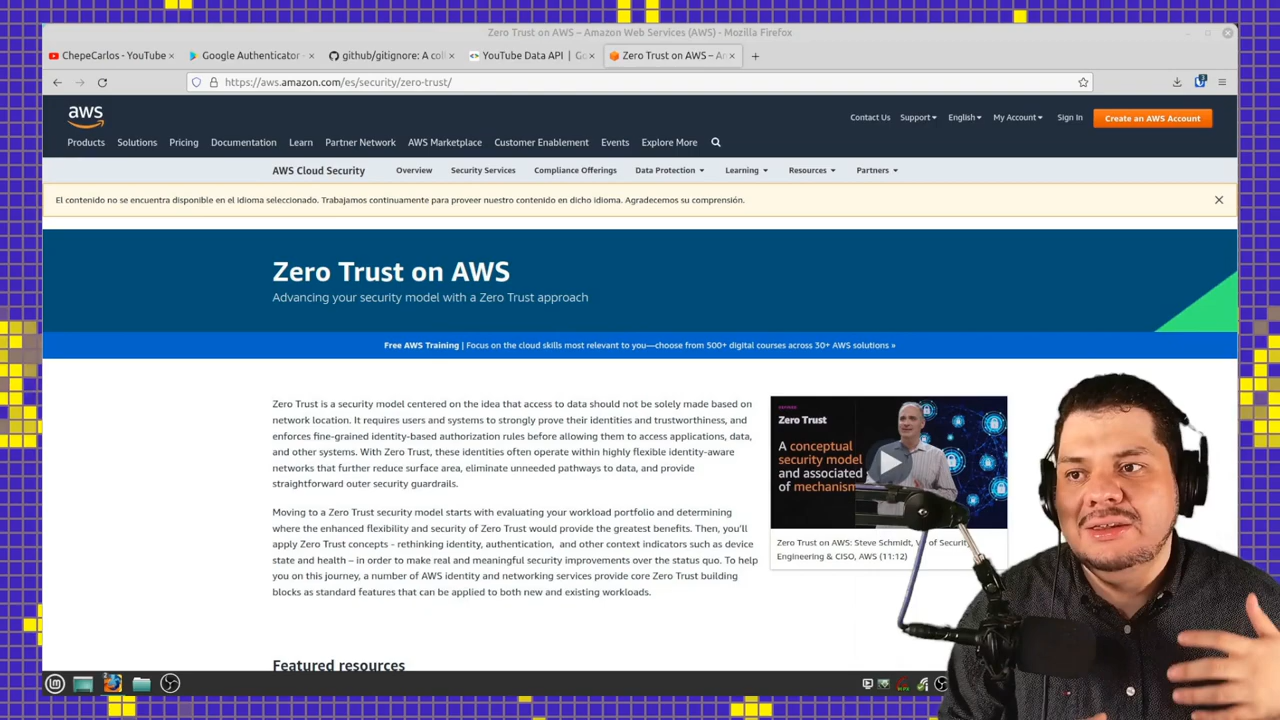 Zero Trust on AWS – Amazon Web Services (AWS) - Mozilla Firefox
ChepeCarlos - YouTube
Google Authenticator -
github/gitignore: A col
YouTube Data API | Go
Zero Trust on AWS – Am
https://aws.amazon.com/es/security/zero-trust/
aws
Contact Us Support English My Account Sign In Create an AWS Account
Products Solutions Pricing Documentation Learn Partner Network AWS Marketplace Customer Enablement Events Explore More
AWS Cloud Security Overview Security Services Compliance Offerings Data Protection Learning Resources Partners
El contenido no se encuentra disponible en el idioma seleccionado. Trabajamos continuamente para proveer nuestro contenido en dicho idioma. Agradecemos su comprensión.
Zero Trust on AWS
Advancing your security model with a Zero Trust approach
Free AWS Training | Focus on the cloud skills most relevant to you—choose from 500+ digital courses across 30+ AWS solutions »
Zero Trust is a security model centered on the idea that access to data should not be solely made based on
network location. It requires users and systems to strongly prove their identities and trustworthiness, and
enforces fine-grained identity-based authorization rules before allowing them to access applications, data,
and other systems. With Zero Trust, these identities often operate within highly flexible identity-aware
networks that further reduce surface area, eliminate unneeded pathways to data, and provide
straightforward outer security guardrails.
Moving to a Zero Trust security model starts with evaluating your workload portfolio and determining
where the enhanced flexibility and security of Zero Trust would provide the greatest benefits. Then, you'll
apply Zero Trust concepts - rethinking identity, authentication, and other context indicators such as device
state and health – in order to make real and meaningful security improvements over the status quo. To help
you on this journey, a number of AWS identity and networking services provide core Zero Trust building
blocks as standard features that can be applied to both new and existing workloads.
Zero Trust
A conceptual
security model
and associated
of mechanism
Zero Trust on AWS: Steve Schmidt, of Security
Engineering & CISO, AWS (11:12)
Featured resources